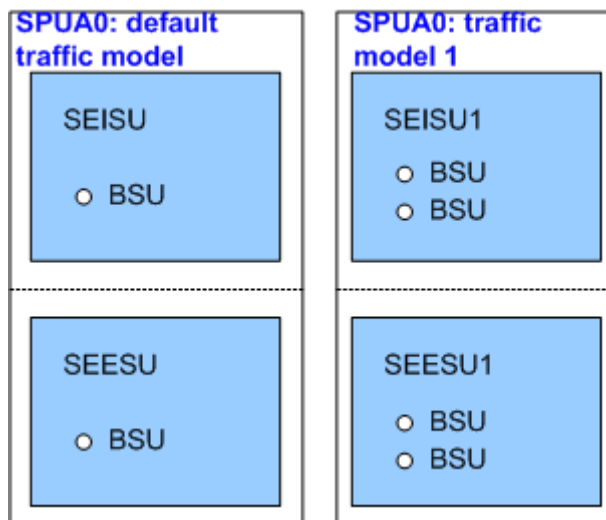 SPUA0: default
traffic model
SEISU
BSU
SEESU
BSU
SPUA0: traffic
model 1
SEISU1
BSU
BSU
SEESU1
BSU
BSU